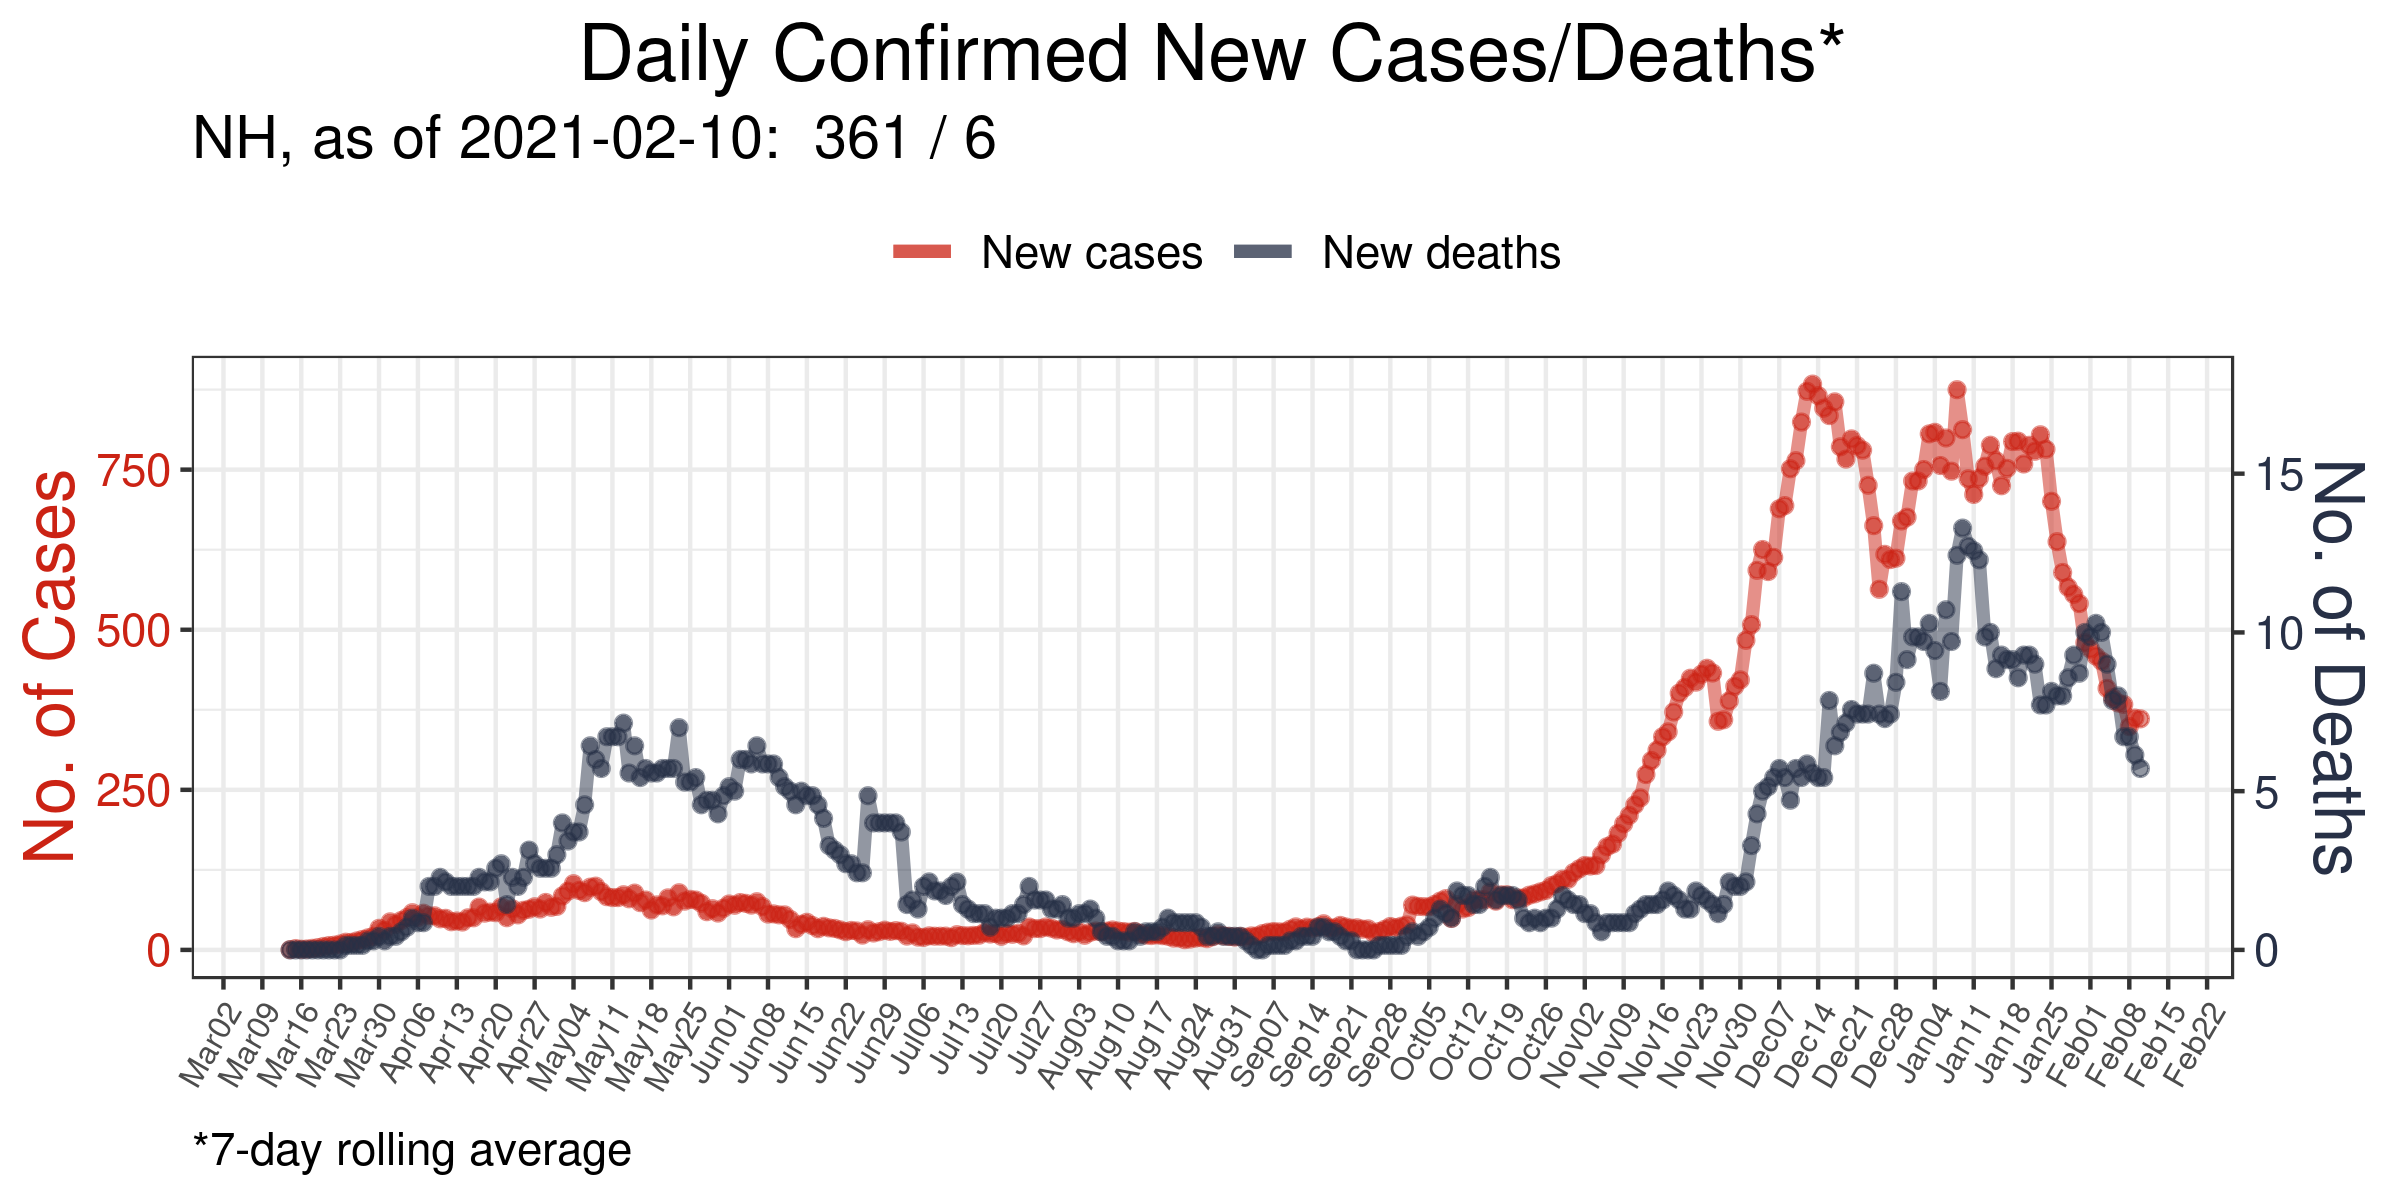 Daily Confirmed New Cases/Deaths*
NH, as of 2021-02-10:  361 / 6
New cases
New deaths
No. of Cases
750
500
250
0
15
10
5
0
No. of Deaths
Mar02
Mar09
Mar16
Mar23
Mar30
Apr06
Apr13
Apr20
Apr27
May04
May11
May18
May25
Jun01
Jun08
Jun15
Jun22
Jun29
Jul06
Jul13
Jul20
Jul27
Aug03
Aug10
Aug17
Aug24
Aug31
Sep07
Sep14
Sep21
Sep28
Oct05
Oct12
Oct19
Oct26
Nov02
Nov09
Nov16
Nov23
Nov30
Dec07
Dec14
Dec21
Dec28
Jan04
Jan11
Jan18
Jan25
Feb01
Feb08
Feb15
Feb22
*7-day rolling average